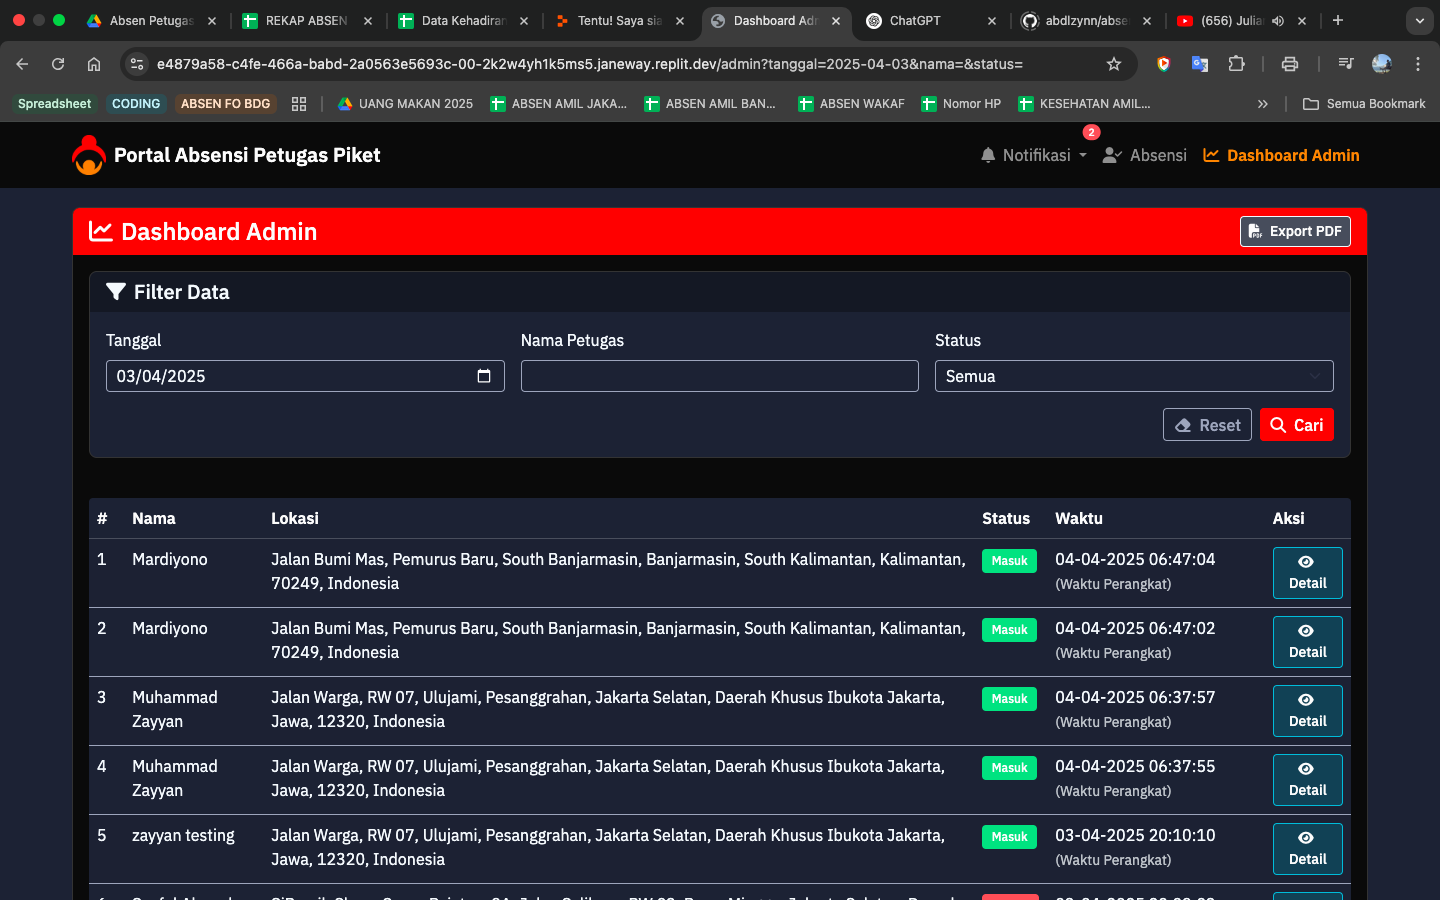 Absen Petugas
REKAP ABSEN
Data Kehadiran
Tentu! Saya sia
Dashboard Adm
ChatGPT
abdlzynn/abse
(656) Julia
e4879a58-c4fe-466a-babd-2a0563e5693c-00-2k2w4yh1k5ms5.janeway.replit.dev/admin?tanggal=2025-04-03&nama=&status=
Spreadsheet
CODING
ABSEN FO BDG
UANG MAKAN 2025
ABSEN AMIL JAKA...
ABSEN AMIL BAN...
ABSEN WAKAF
Nomor HP
KESEHATAN AMIL...
Semua Bookmark
Portal Absensi Petugas Piket
Notifikasi
2
Absensi
Dashboard Admin
Dashboard Admin
Export PDF
Filter Data
Tanggal
Nama Petugas
Status
03/04/2025
Semua
Reset
Cari
# Nama Lokasi Status Waktu Aksi
1 Mardiyono Jalan Bumi Mas, Pemurus Baru, South Banjarmasin, Banjarmasin, South Kalimantan, Kalimantan, Masuk 04-04-2025 06:47:04
70249, Indonesia (Waktu Perangkat) Detail
2 Mardiyono Jalan Bumi Mas, Pemurus Baru, South Banjarmasin, Banjarmasin, South Kalimantan, Kalimantan, Masuk 04-04-2025 06:47:02
70249, Indonesia (Waktu Perangkat) Detail
3 Muhammad Jalan Warga, RW 07, Ulujami, Pesanggrahan, Jakarta Selatan, Daerah Khusus Ibukota Jakarta, Masuk 04-04-2025 06:37:57
Zayyan Jawa, 12320, Indonesia (Waktu Perangkat) Detail
4 Muhammad Jalan Warga, RW 07, Ulujami, Pesanggrahan, Jakarta Selatan, Daerah Khusus Ibukota Jakarta, Masuk 04-04-2025 06:37:55
Zayyan Jawa, 12320, Indonesia (Waktu Perangkat) Detail
5 zayyan testing Jalan Warga, RW 07, Ulujami, Pesanggrahan, Jakarta Selatan, Daerah Khusus Ibukota Jakarta, Masuk 03-04-2025 20:10:10
Jawa, 12320, Indonesia (Waktu Perangkat) Detail